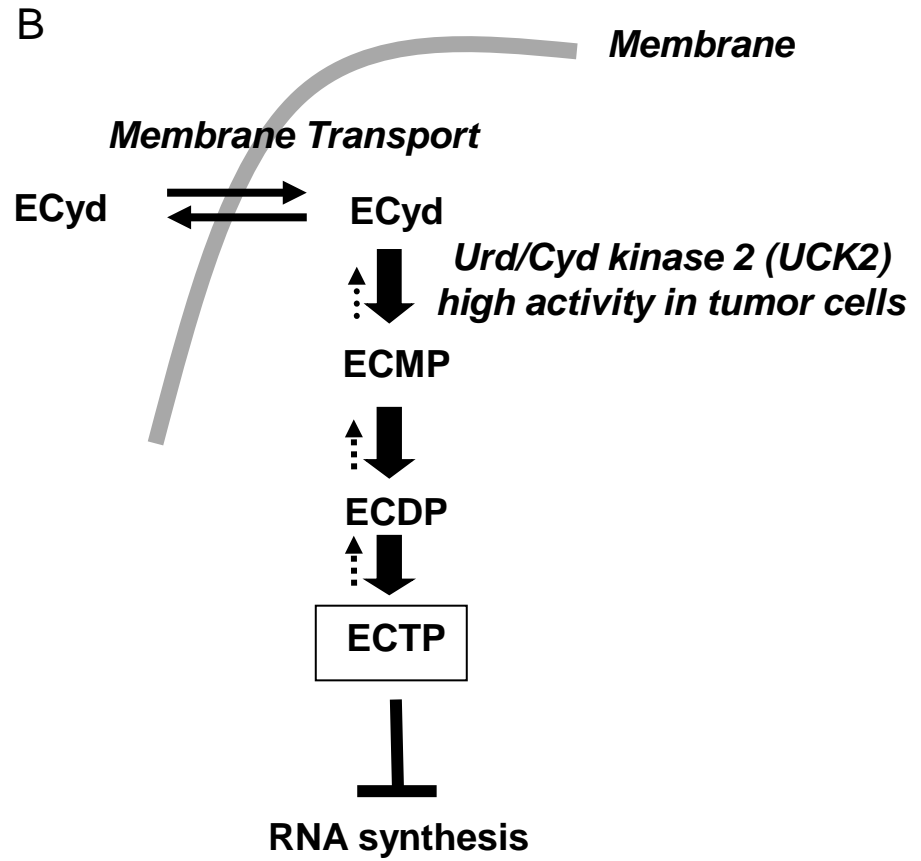 B
Membrane
Membrane Transport
ECyd
ECyd
Urd/Cyd kinase 2 (UCK2)
high activity in tumor cells
ECMP
ECDP
ECTP
RNA synthesis